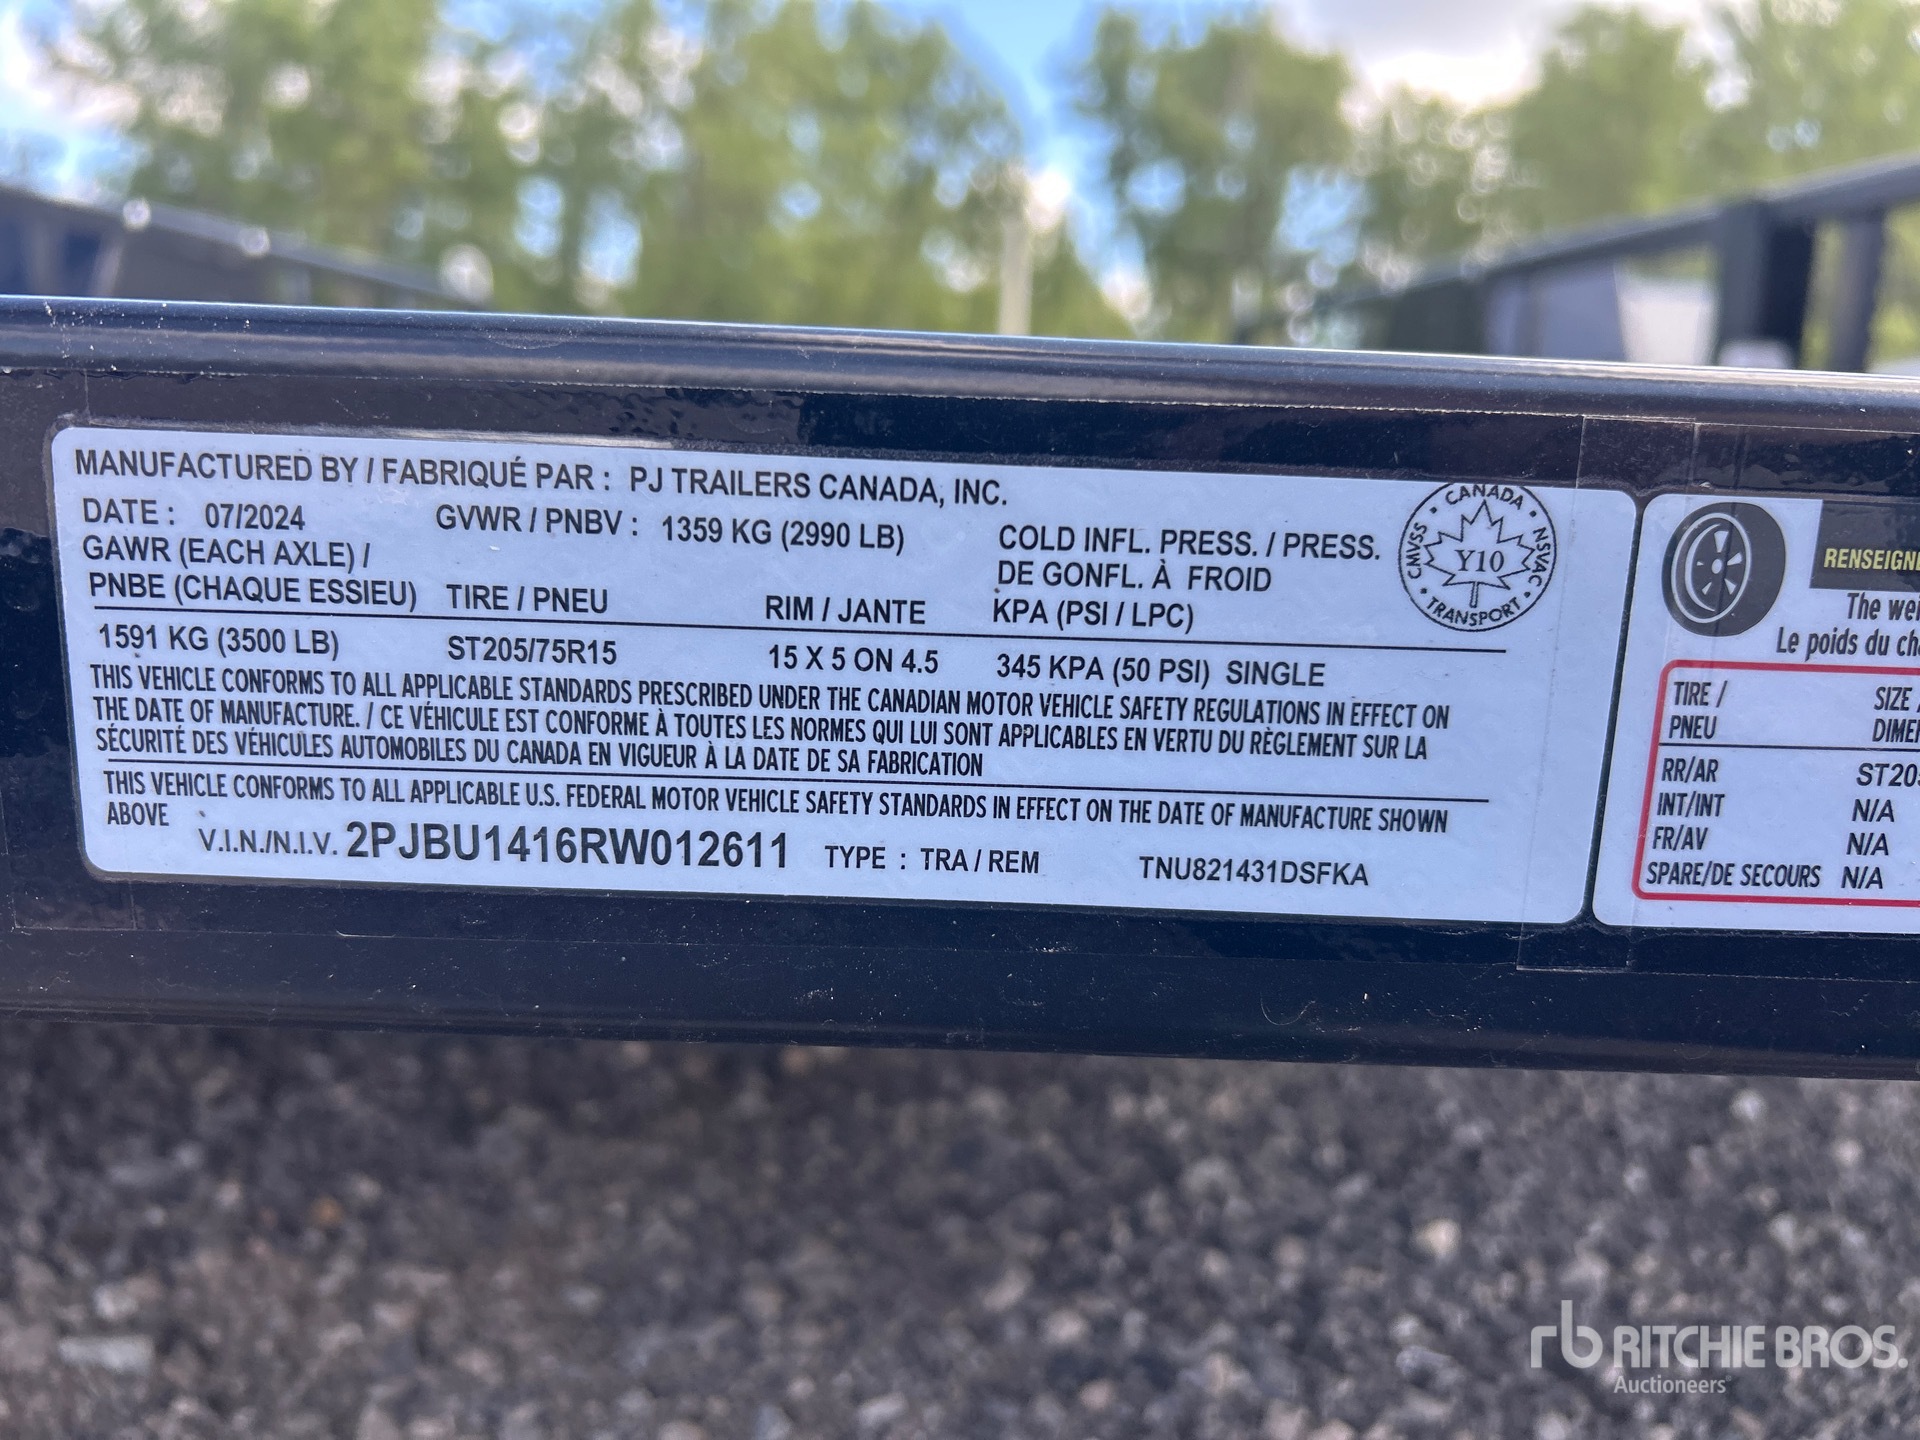 MANUFACTURED BY / FABRIQUÉ PAR : PJ TRAILERS CANADA, INC.
DATE : 07/2024 GVWR / PNBV : 1359 KG (2990 LB)
COLD INFL. PRESS. / PRESS.
DE GONFL. À FROID
KPA (PSI / LPC)
GAWR (EACH AXLE) /
PNBE (CHAQUE ESSIEU) TIRE / PNEU RIM / JANTE
1591 KG (3500 LB) ST205/75R15 15 X 5 ON 4.5 345 KPA (50 PSI) SINGLE
THIS VEHICLE CONFORMS TO ALL APPLICABLE STANDARDS PRESCRIBED UNDER THE CANADIAN MOTOR VEHICLE SAFETY REGULATIONS IN EFFECT ON
THE DATE OF MANUFACTURE. / CE VÉHICULE EST CONFORME À TOUTES LES NORMES QUI LUI SONT APPLICABLES EN VERTU DU RÈGLEMENT SUR LA
SÉCURITÉ DES VÉHICULES AUTOMOBILES DU CANADA EN VIGUEUR À LA DATE DE SA FABRICATION
THIS VEHICLE CONFORMS TO ALL APPLICABLE U.S. FEDERAL MOTOR VEHICLE SAFETY STANDARDS IN EFFECT ON THE DATE OF MANUFACTURE SHOWN
ABOVE
V.I.N./N.I.V. 2PJBU1416RW012611 TYPE : TRA / REM TNU821431DSFKA
CANADA • NSVAC • TRANSPORT • CMVSS •
Y10
RENSEIGNE
The wei
Le poids du ch
TIRE / SIZE
PNEU DIME
RR/AR ST20
INT/INT N/A
FR/AV N/A
SPARE/DE SECOURS N/A
rb RITCHIE BROS.
Auctioneers